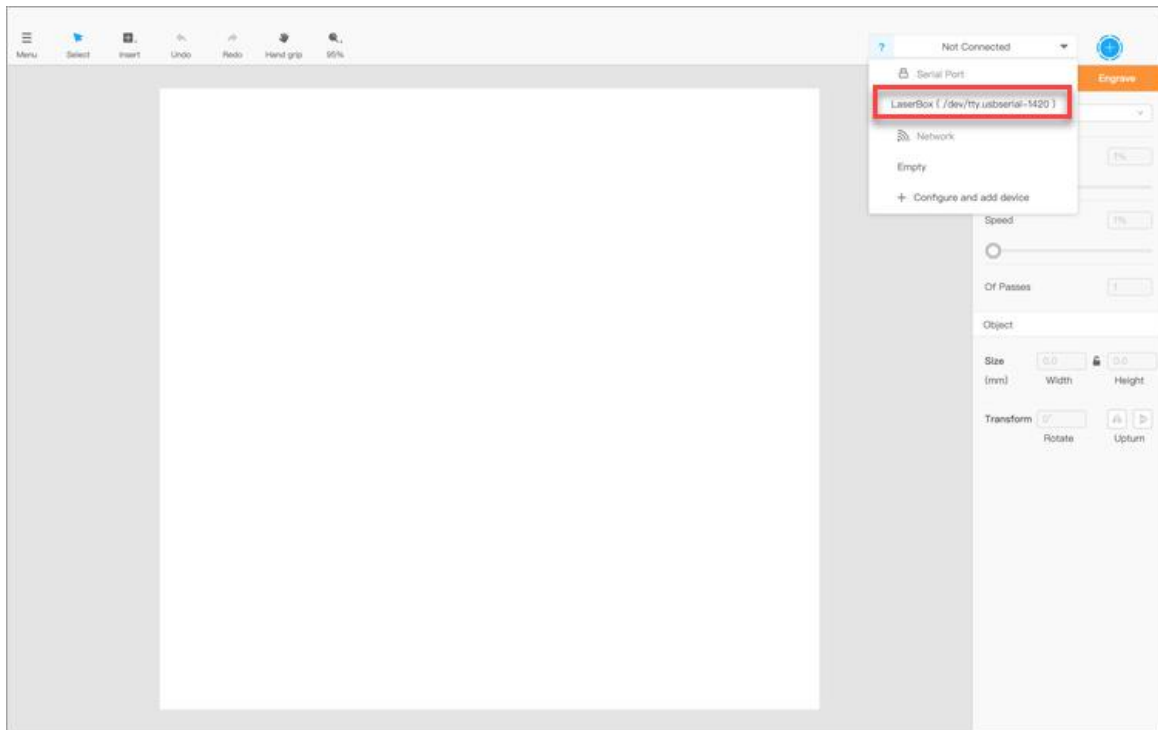 ? Not Connected
Menu Select Insert Undo Redo Hand grip 95%
Serial Port
Engrave
LaserBox ( /dev/tty.usbserial-1420 )
Network
1%
Empty
+ Configure and add device
Speed 1%
Of Passes 1
Object
Size 0.0 0.0
(mm) Width Height
Transform 0°
Rotate Upturn